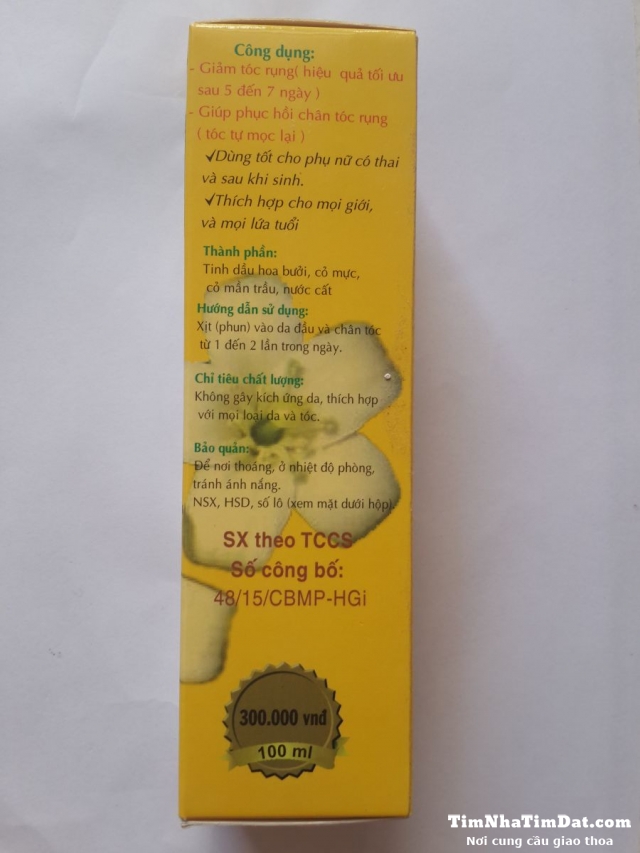 Công dụng:
- Giảm tóc rụng( hiệu quả tối ưu
sau 5 đến 7 ngày )
- Giúp phục hồi chân tóc rụng
( tóc tự mọc lại )
√Dùng tốt cho phụ nữ có thai
và sau khi sinh.
√Thích hợp cho mọi giới,
và mọi lứa tuổi
Thành phần:
Tinh dầu hoa bưởi, cỏ mực,
cỏ mần trầu, nước cất
Hướng dẫn sử dụng:
Xịt (phun) vào da đầu và chân tóc
từ 1 đến 2 lần trong ngày.
Chỉ tiêu chất lượng:
Không gây kích ứng da, thích hợp
với mọi loại da và tóc.
Bảo quản:
Để nơi thoáng, ở nhiệt độ phòng,
tránh ánh nắng.
NSX, HSD, số lô (xem mặt dưới hộp).
SX theo TCCS
Số công bố:
48/15/CBMP-HGi
300.000 vnđ
100 ml
TimNhaTimDat.com
Nơi cung cầu giao thoa